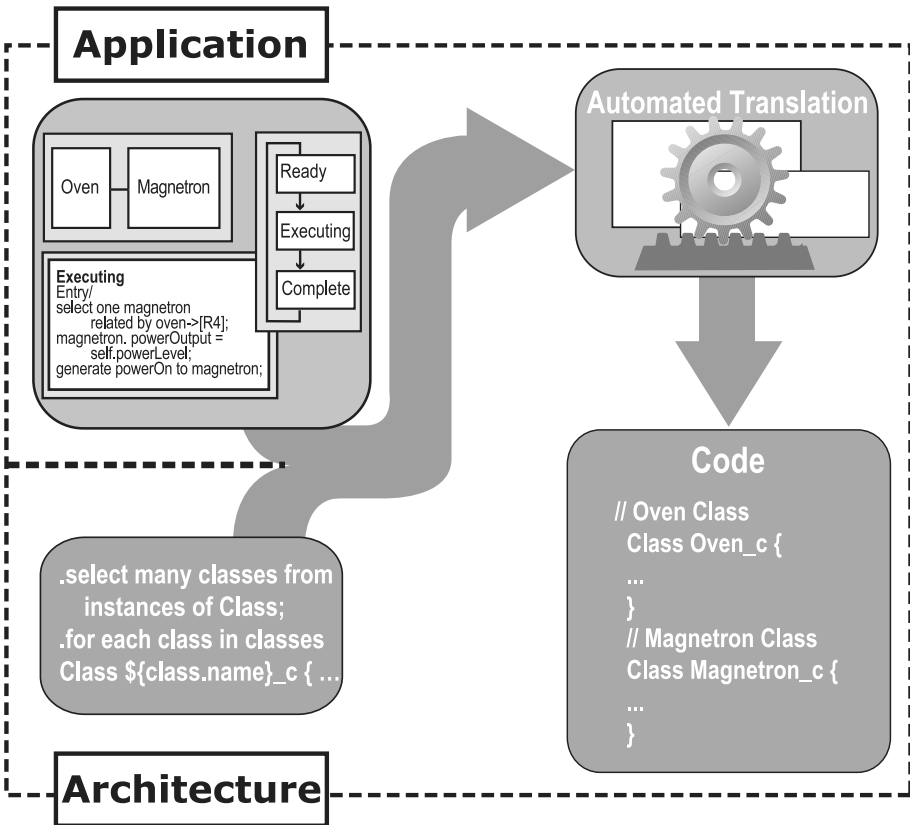 Application
Oven
Magnetron
Ready
Executing
Complete
Executing
Entry/
select one magnetron
related by oven->[R4];
magnetron. powerOutput =
self.powerLevel;
generate powerOn to magnetron;
Automated Translation
.select many classes from
instances of Class;
.for each class in classes
Class ${class.name}_c { ...
Code
// Oven Class
Class Oven_c {
...
}
// Magnetron Class
Class Magnetron_c {
...
}
Architecture